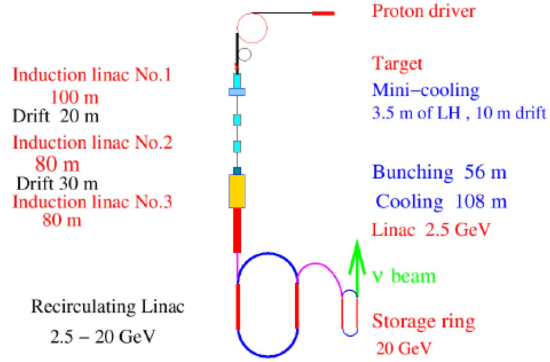 Proton driver
Induction linac No.1
100 m
Drift 20 m
Induction linac No.2
80 m
Drift 30 m
Induction linac No.3
80 m
Target
Mini-cooling
3.5 m of LH , 10 m drift
Bunching 56 m
Cooling 108 m
Linac 2.5 GeV
ν beam
Recirculating Linac
2.5 – 20 GeV
Storage ring
20 GeV